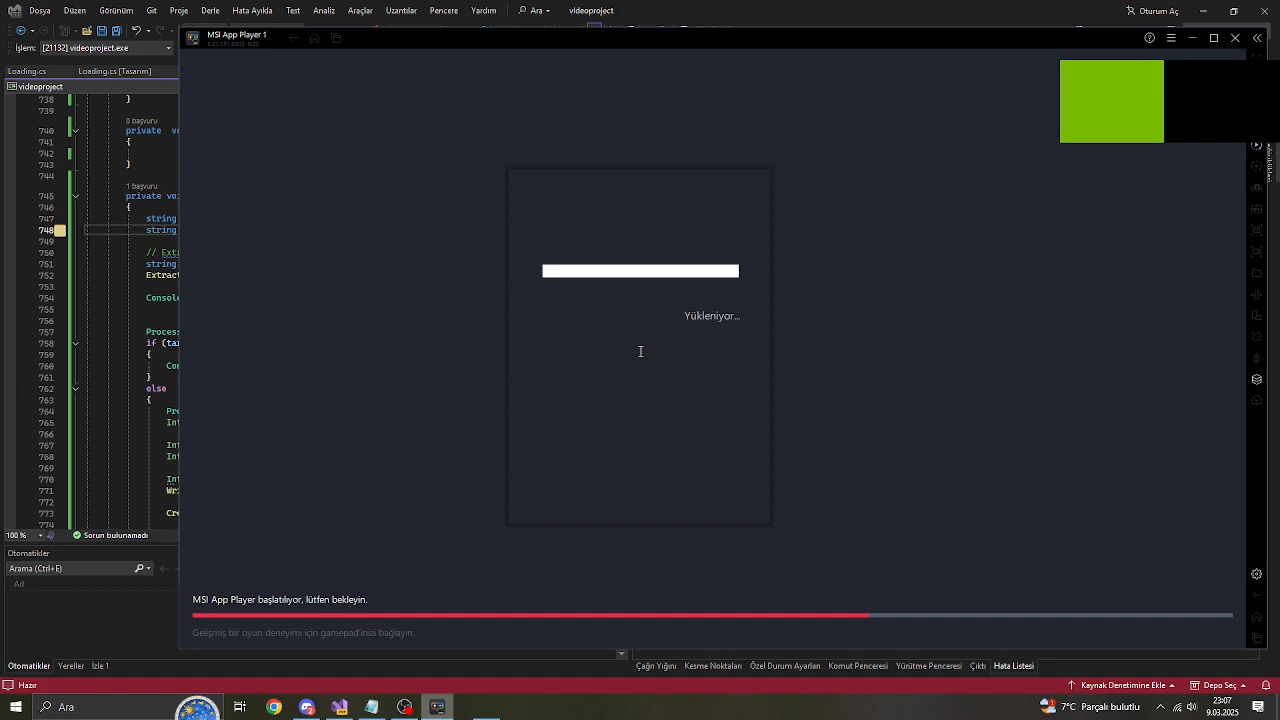 Git
Proje
Derle
Hata Ayıkla
Test
Analiz
Araçlar
Uzantılar
Pencere
Yardım
Ara
videoproject
Oturum Aç
İşlem:
[21132] videoproject.exe
MSI App Player 1
5.21.151.6303 N32
Loading.cs
Loading.cs [Tasarım]
videoproject
738 }
739
0 başvuru
740 private
741 {
742
743 }
744
1 başvuru
745 private
746 {
747 string
748 string
749
750
751 string
752
753
754
755
756
757
758 if
759 {
760
761 }
762 else
763 {
764
765
766
767
768
769
770
771
772
773
774
Yükleniyor...
100 %
Sorun bulunamadı
Otomatikler
Arama (Ctrl+E)
Ad
MSI App Player başlatılıyor, lütfen bekleyin.
Gelişmiş bir oyun deneyimi için gamepad'inizi bağlayın.
Otomatikler
Yereller
İzle 1
Çağrı Yığını
Kesme Noktaları
Özel Durum Ayarları
Komut Penceresi
Yürütme Penceresi
Çıktı
Hata Listesi
Hazır
Kaynak Denetimine Ekle
Depo Seç
Ara
7°C Parçalı bulutlu
23:07
9.03.2025